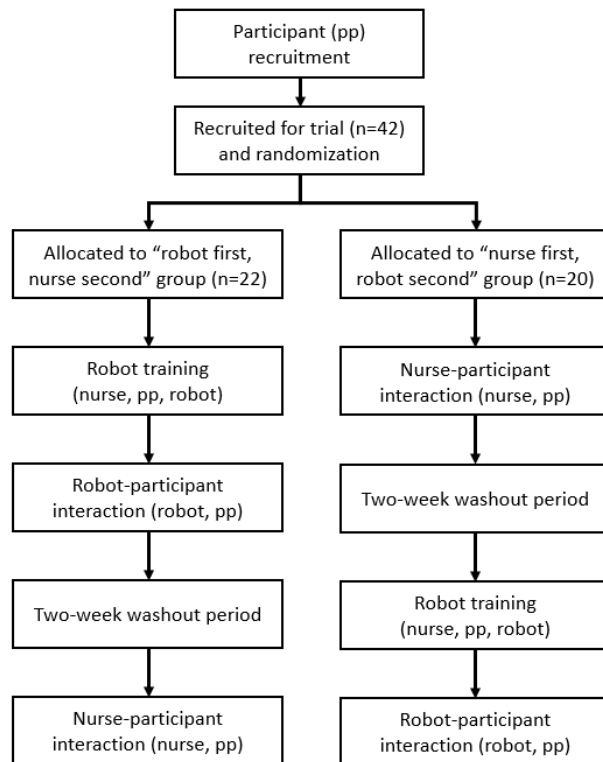 Participant (pp)
recruitment
Recruited for trial (n=42)
and randomization
Allocated to “robot first,
nurse second” group (n=22)
Allocated to “nurse first,
robot second” group (n=20)
Robot training
(nurse, pp, robot)
Nurse-participant
interaction (nurse, pp)
Robot-participant
interaction (robot, pp)
Two-week washout period
Two-week washout period
Robot training
(nurse, pp, robot)
Nurse-participant
interaction (nurse, pp)
Robot-participant
interaction (robot, pp)